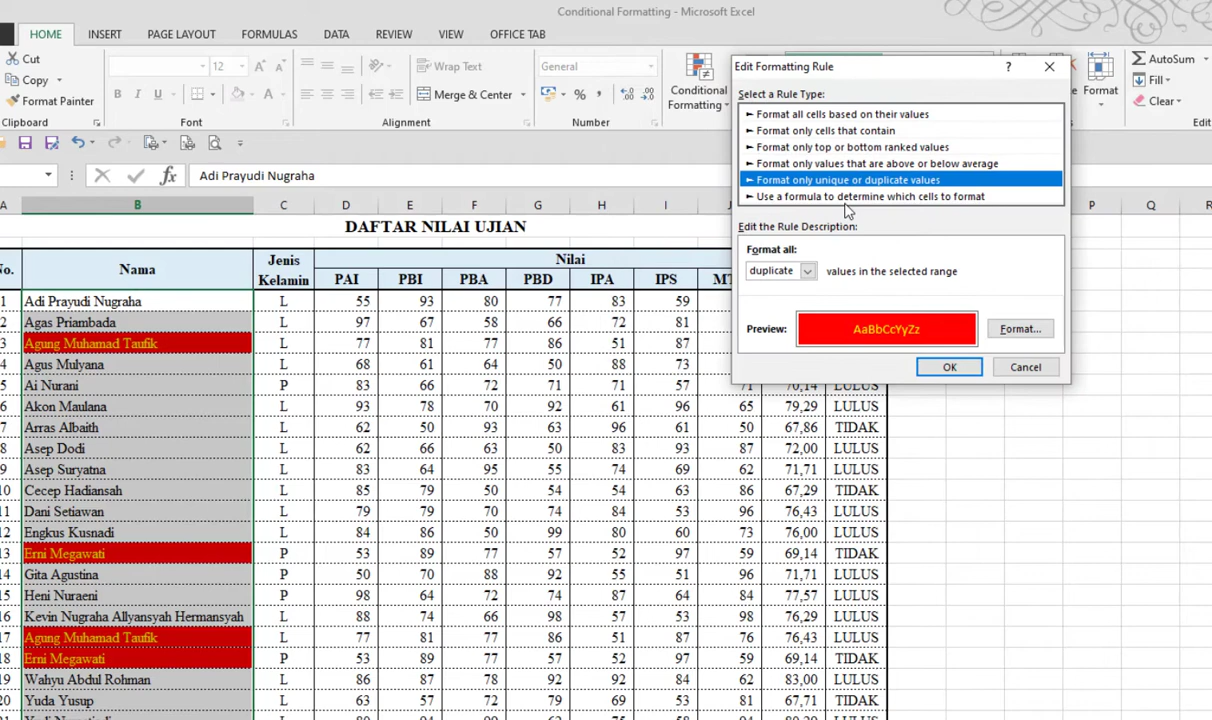 Conditional Formatting - Microsoft Excel
HOME INSERT PAGE LAYOUT FORMULAS DATA REVIEW VIEW OFFICE TAB
Cut
Copy
Format Painter
Clipboard
12
B I U
Font
Wrap Text
Merge & Center
Alignment
General
%
Number
Conditional
Formatting
Format
AutoSum
Fill
Clear
Edit Formatting Rule
?
Select a Rule Type:
► Format all cells based on their values
► Format only cells that contain
► Format only top or bottom ranked values
► Format only values that are above or below average
► Format only unique or duplicate values
► Use a formula to determine which cells to format
Edit the Rule Description:
Format all:
duplicate values in the selected range
Preview: AaBbCcYyZz Format...
OK Cancel
fx Adi Prayudi Nugraha
A B C D E F G H I P Q R
DAFTAR NILAI UJIAN
No. Nama Jenis Kelamin Nilai
PAI PBI PBA PBD IPA IPS
1 Adi Prayudi Nugraha L 55 93 80 77 83 59
2 Agas Priambada L 97 67 58 66 72 81
3 Agung Muhamad Taufik L 77 81 77 86 51 87
4 Agus Mulyana L 68 61 64 50 88 73
5 Ai Nurani P 83 66 72 71 71 57 71 70,14 LULUS
6 Akon Maulana L 93 78 70 92 61 96 65 79,29 LULUS
7 Arras Albaith L 62 50 93 63 96 61 50 67,86 TIDAK
8 Asep Dodi L 62 66 63 50 83 93 87 72,00 LULUS
9 Asep Suryatna L 83 64 95 55 74 69 62 71,71 LULUS
10 Cecep Hadiansah L 85 79 50 54 54 63 86 67,29 TIDAK
11 Dani Setiawan L 79 79 70 74 84 53 96 76,43 LULUS
12 Engkus Kusnadi L 84 86 50 99 80 60 73 76,00 LULUS
13 Erni Megawati P 53 89 77 57 52 97 59 69,14 TIDAK
14 Gita Agustina P 50 70 88 92 55 51 96 71,71 LULUS
15 Heni Nuraeni P 98 64 72 74 87 64 84 77,57 LULUS
16 Kevin Nugraha Allyansyah Hermansyah L 88 74 66 98 57 53 98 76,29 LULUS
17 Agung Muhamad Taufik L 77 81 77 86 51 87 76 76,43 LULUS
18 Erni Megawati P 53 89 77 57 52 97 59 69,14 TIDAK
19 Wahyu Abdul Rohman L 86 87 78 92 92 84 62 83,00 LULUS
20 Yuda Yusup L 63 57 72 79 69 53 81 67,71 TIDAK